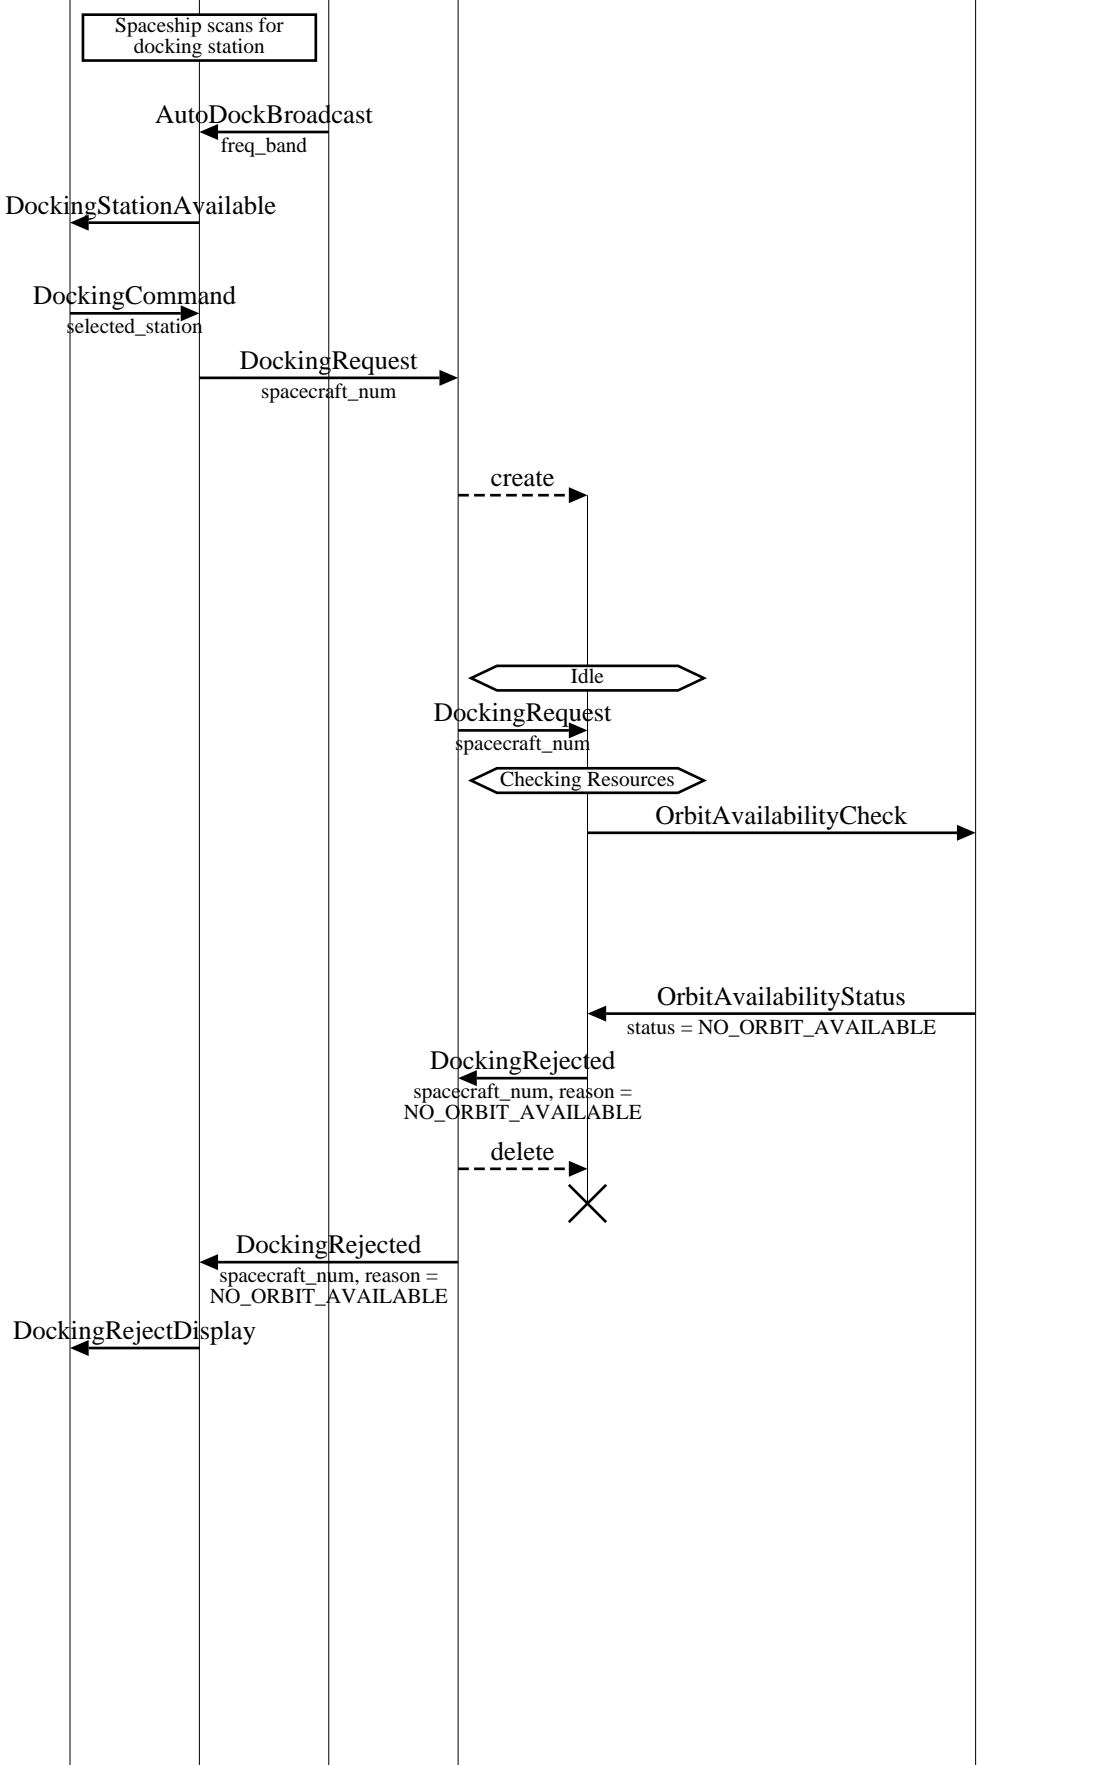 Spaceship scans for
docking station
AutoDockBroadcast
freq_band
DockingStationAvailable
DockingCommand
selected_station
DockingRequest
spacecraft_num
create
Idle
DockingRequest
spacecraft_num
Checking Resources
OrbitAvailabilityCheck
OrbitAvailabilityStatus
status = NO_ORBIT_AVAILABLE
DockingRejected
spacecraft_num, reason =
NO_ORBIT_AVAILABLE
delete
DockingRejected
spacecraft_num, reason =
NO_ORBIT_AVAILABLE
DockingRejectDisplay